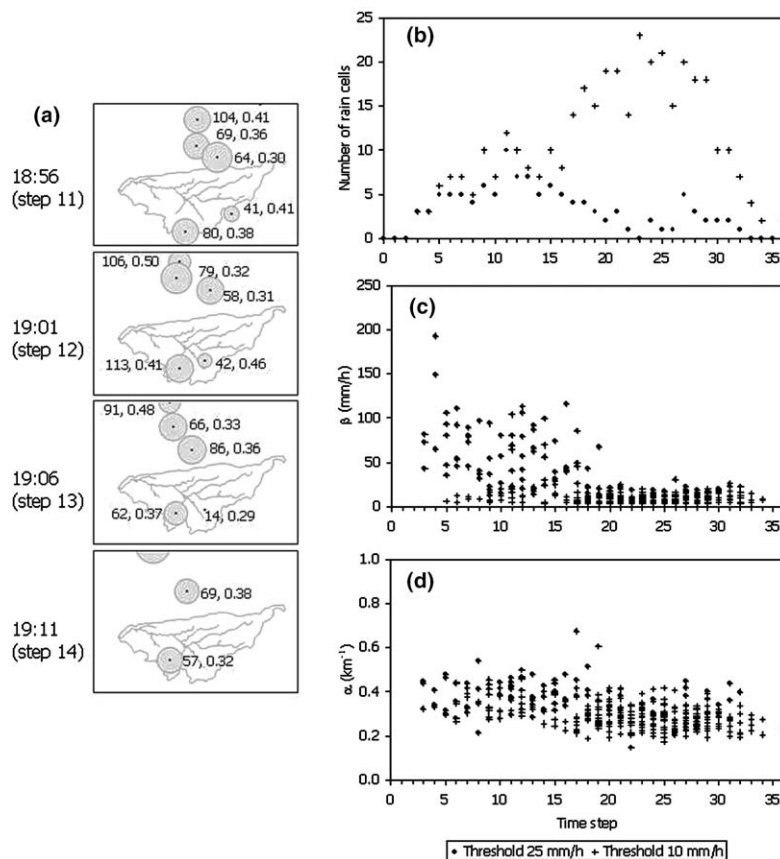 (a)
18:56
(step 11)
104, 0.41
69, 0.36
64, 0.30
41, 0.41
80, 0.38
19:01
(step 12)
106, 0.50
79, 0.32
58, 0.31
113, 0.41
42, 0.46
19:06
(step 13)
91, 0.48
66, 0.33
86, 0.36
62, 0.37
14, 0.29
19:11
(step 14)
69, 0.38
57, 0.32
(b)
Number of rain cells
25
20
15
10
5
0
0 5 10 15 20 25 30 35
(c)
β (mm/h)
250
200
150
100
50
0
0 5 10 15 20 25 30 35
(d)
α (km⁻¹)
1.0
0.8
0.6
0.4
0.2
0.0
0 5 10 15 20 25 30 35
Time step
Threshold 25 mm/h + Threshold 10 mm/h